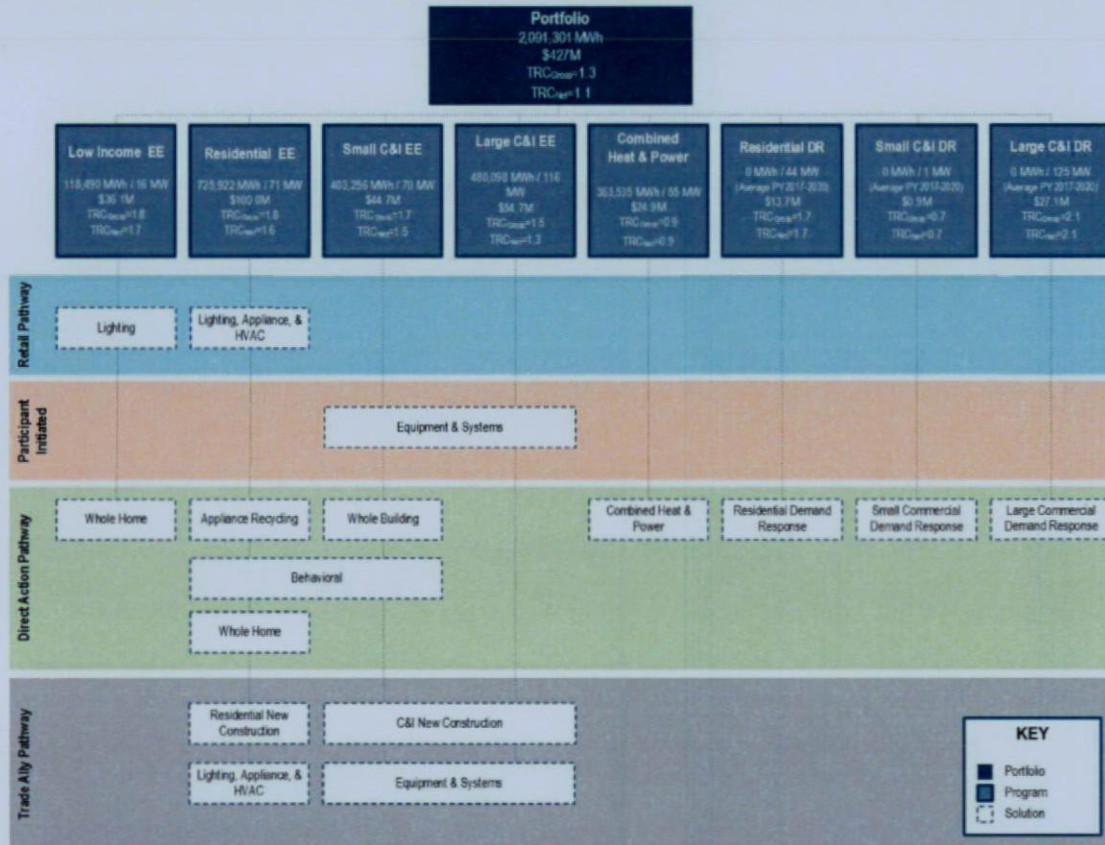 Portfolio
2,091,301 MWh
$427M
TRCGross=1.3
TRCNet=1.1
Low Income EE
118,490 MWh / 16 MW
$36.1M
TRCGross=1.8
TRCNet=1.7
Residential EE
MWh / 71 MW
TRCGross=1.8
TRCNet=1.6
Small C&I EE
403,256 MWh / 70 MW
$44.7M
TRCGross=1.7
TRCNet=1.5
Large C&I EE
480,098 MWh / 116
MW
TRCGross=1.5
TRCNet=1.3
Combined
Heat & Power
363,535 MWh / 55 MW
$24.9M
TRCGross=0.9
TRCNet=0.9
Residential DR
0 MWh / 44 MW
(Average PY 2017-2020)
$13.7M
TRCGross=1.7
TRCNet=1.7
Small C&I DR
0 MWh / 1 MW
(Average PY 2017-2020)
$0.9M
TRCGross=0.7
TRCNet=0.7
Large C&I DR
0 MWh / 125 MW
(Average PY 2017-2020)
$27.1M
TRCGross=2.1
TRCNet=2.1
Retail Pathway
Lighting
Lighting, Appliance, &
HVAC
Participant
Initiated
Equipment & Systems
Direct Action Pathway
Whole Home
Appliance Recycling
Whole Building
Combined Heat &
Power
Residential Demand
Response
Small Commercial
Demand Response
Large Commercial
Demand Response
Behavioral
Whole Home
Trade Ally Pathway
Residential New
Construction
C&I New Construction
Lighting, Appliance, &
HVAC
Equipment & Systems
KEY
Portfolio
Program
Solution